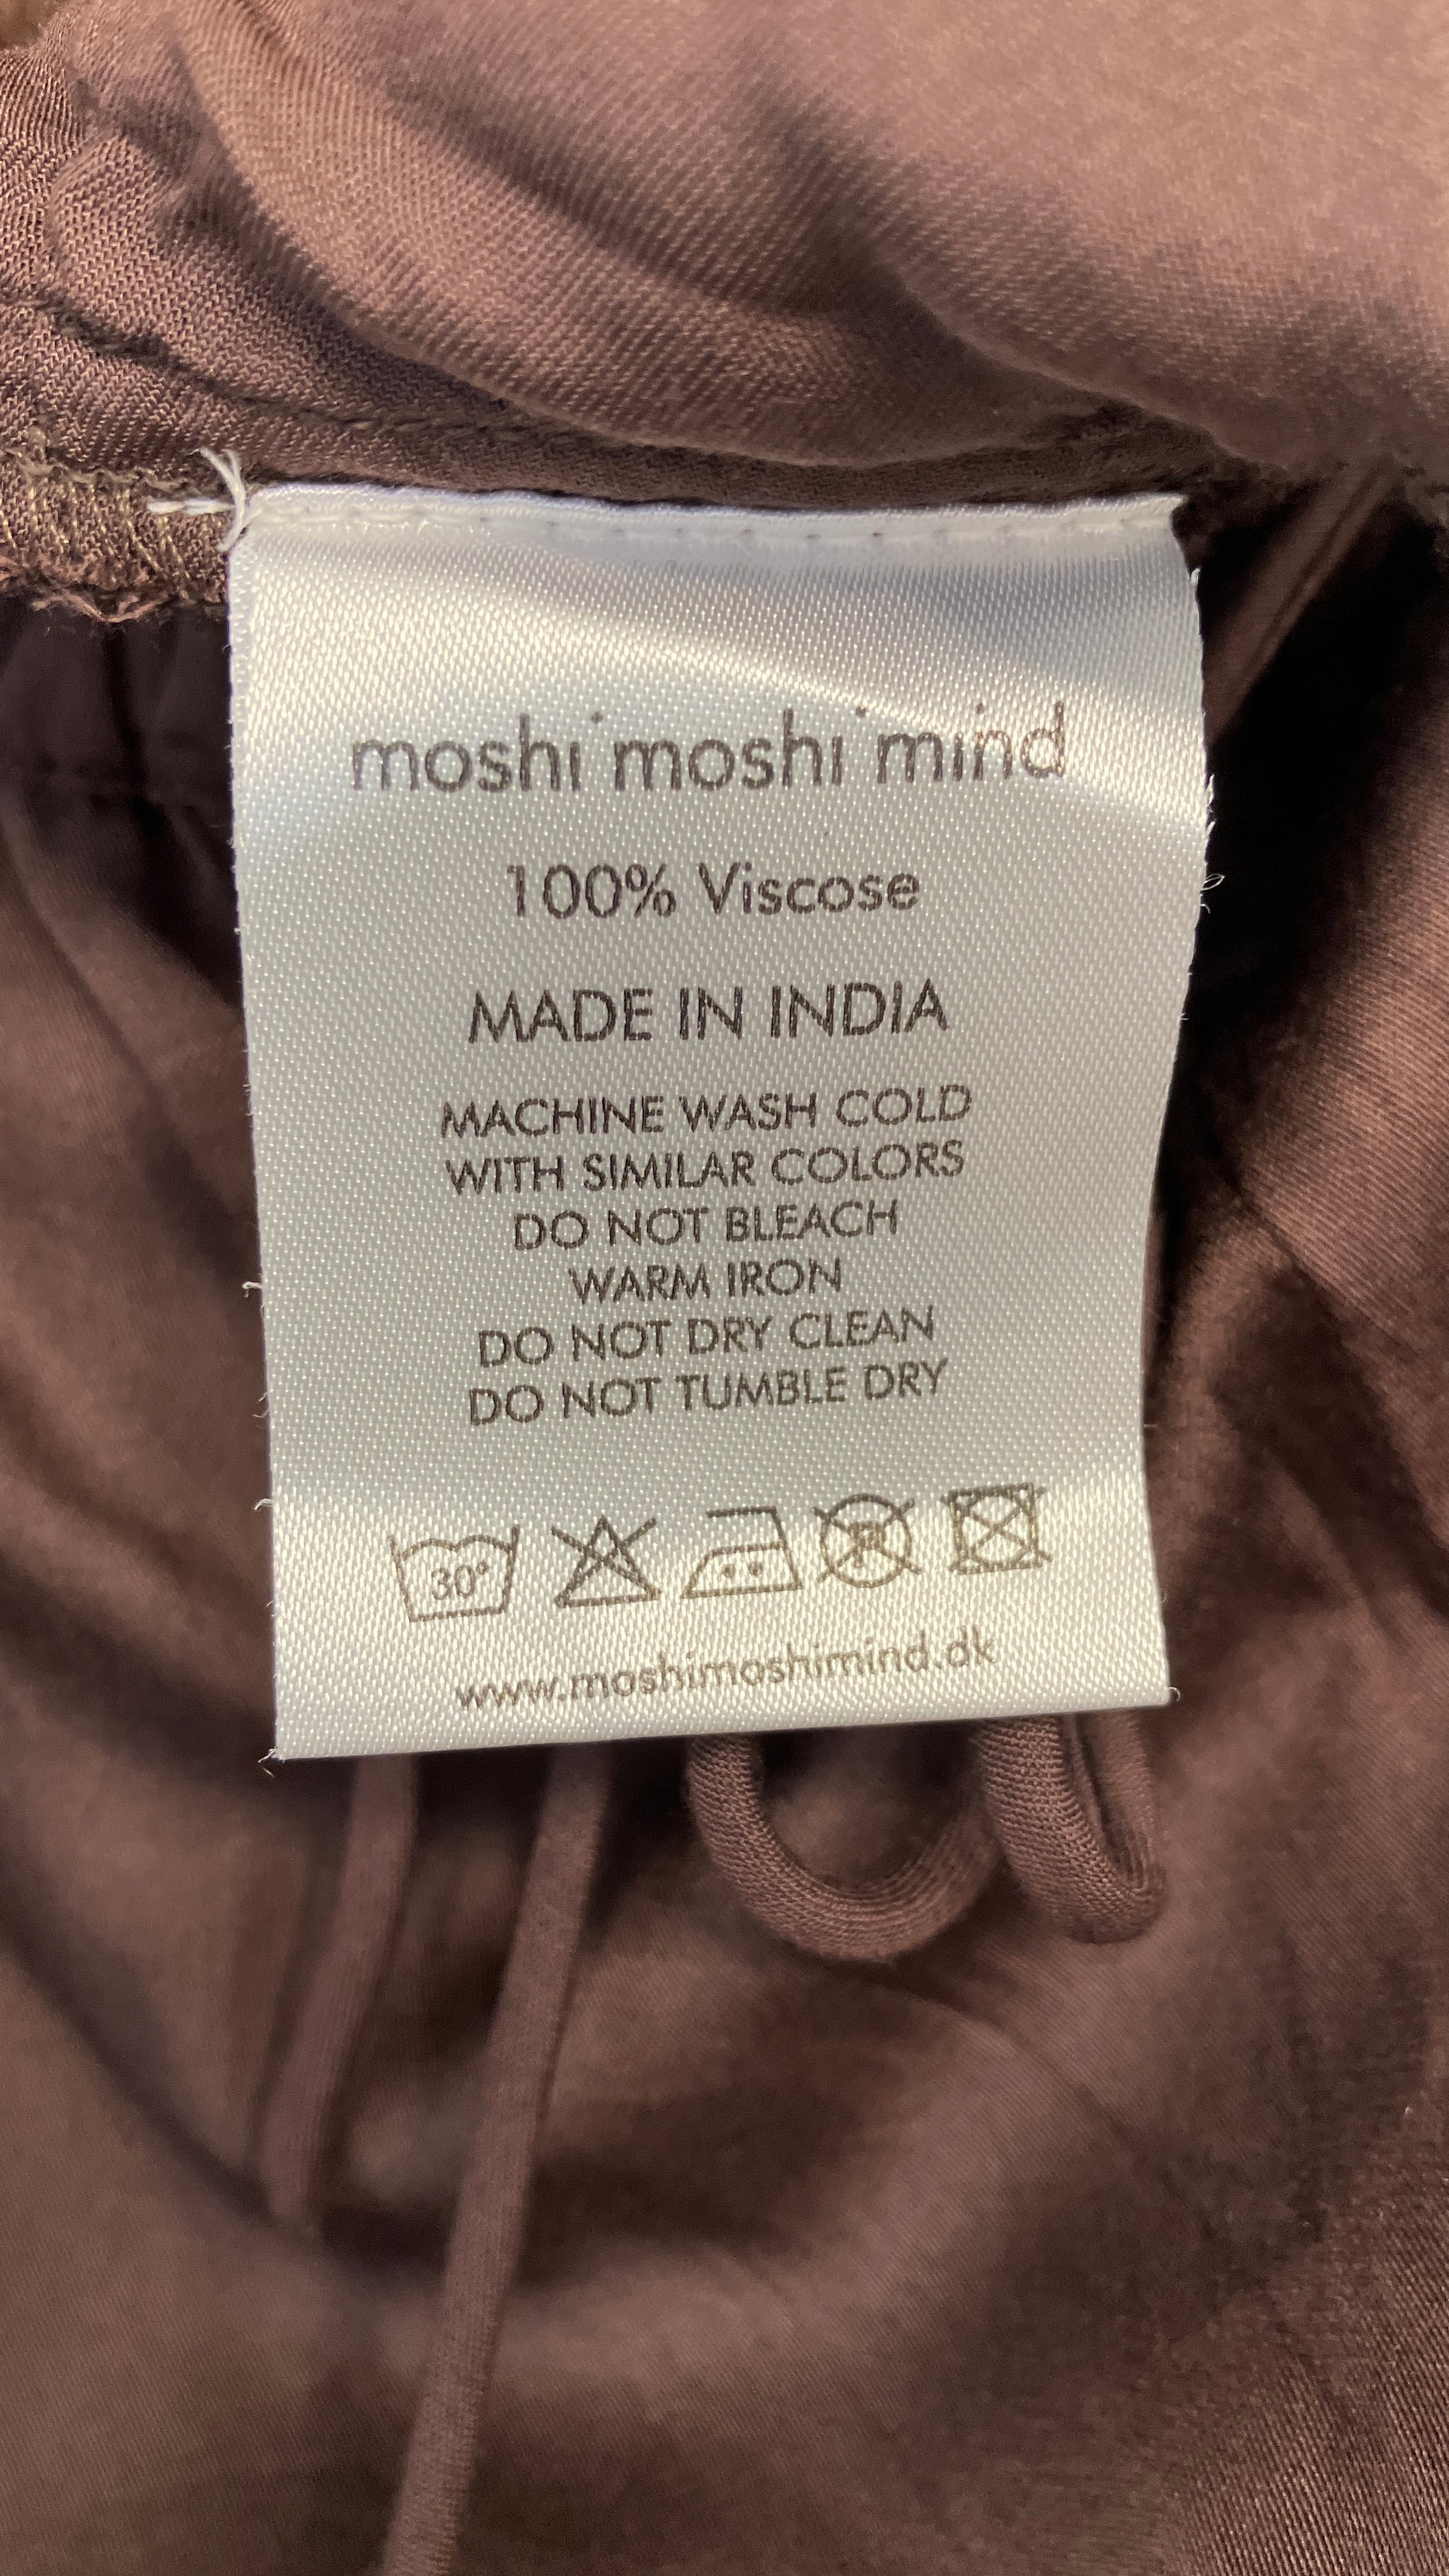 moshi moshi mind
100% Viscose
MADE IN INDIA
MACHINE WASH COLD
WITH SIMILAR COLORS
DO NOT BLEACH
WARM IRON
DO NOT DRY CLEAN
DO NOT TUMBLE DRY
30° P
www.moshimoshimind.dk